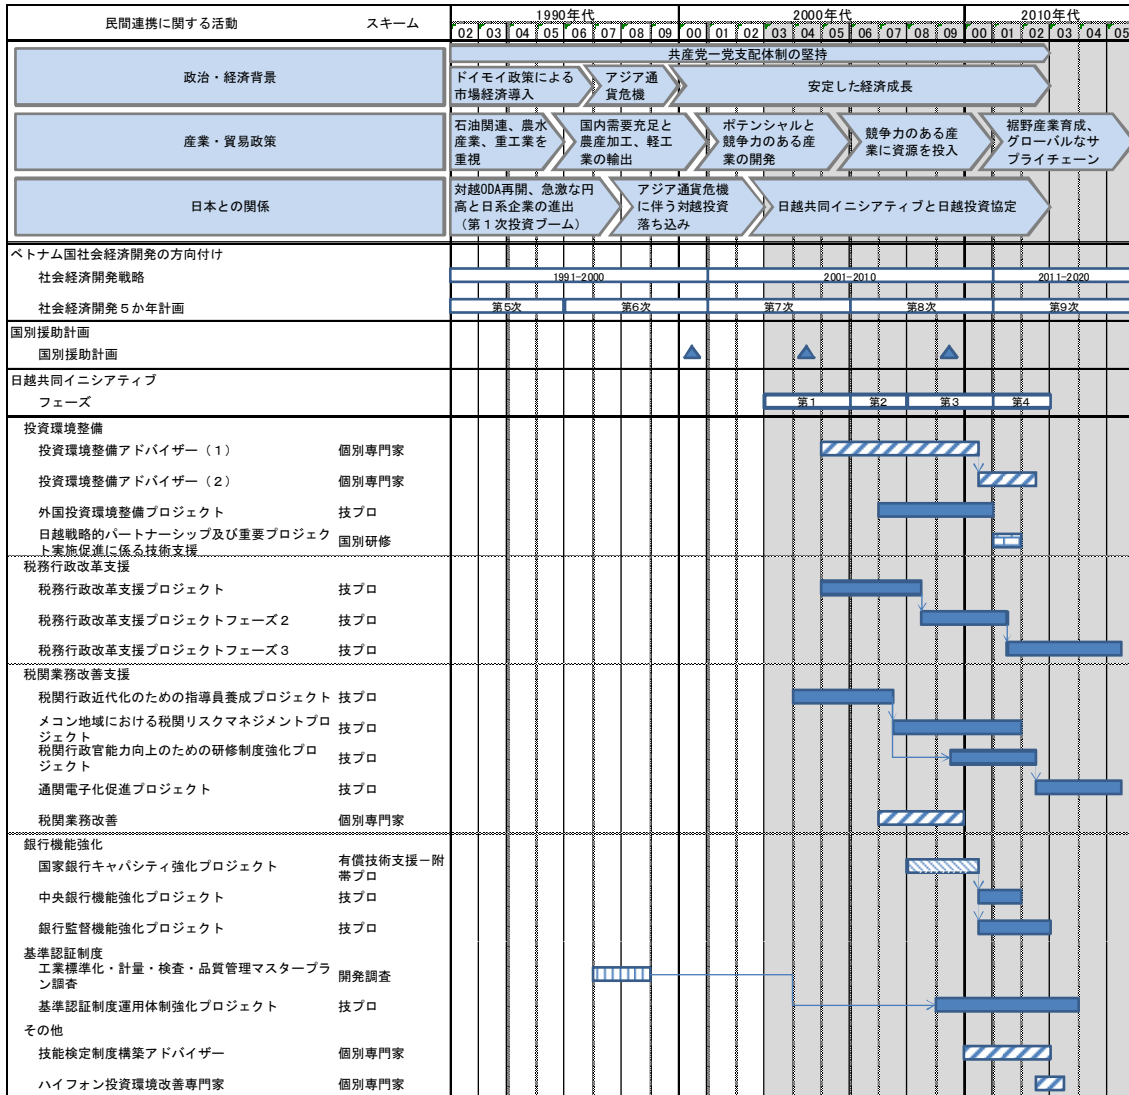 民間連携に関する活動
スキーム
1990年代
2000年代
2010年代
02 03 04 05 06 07 08 09 00 01 02 03 04 05 06 07 08 09 00 01 02 03 04 05
政治・経済背景
共産党一党支配体制の堅持
ドイモイ政策による
市場経済導入
アジア通
貨危機
安定した経済成長
産業・貿易政策
石油関連、農水
産業、重工業を
重視
国内需要充足と
農産加工、軽工
業の輸出
ポテンシャルと
競争力のある産
業の開発
競争力のある産
業に資源を投入
裾野産業育成、
グローバルなサ
プライチェーン
日本との関係
対越ODA再開、急激な円
高と日系企業の進出
(第1次投資ブーム)
アジア通貨危機
に伴う対越投資
落ち込み
日越共同イニシアティブと日越投資協定
ベトナム国社会経済開発の方向付け
社会経済開発戦略
1991-2000
2001-2010
2011-2020
社会経済開発5か年計画
第5次
第6次
第7次
第8次
第9次
国別援助計画
国別援助計画
日越共同イニシアティブ
フェーズ
第1
第2
第3
第4
投資環境整備
投資環境整備アドバイザー(1)
個別専門家
投資環境整備アドバイザー(2)
個別専門家
外国投資環境整備プロジェクト
技プロ
日越戦略的パートナーシップ及び重要プロジェク
ト実施促進に係る技術支援
国別研修
税務行政改革支援
税務行政改革支援プロジェクト
技プロ
税務行政改革支援プロジェクトフェーズ2
技プロ
税務行政改革支援プロジェクトフェーズ3
技プロ
税関業務改善支援
税関行政近代化のための指導員養成プロジェクト
技プロ
メコン地域における税関リスクマネジメントプロ
ジェクト
技プロ
税関行政官能力向上のための研修制度強化プロ
ジェクト
技プロ
通関電子化促進プロジェクト
技プロ
税関業務改善
個別専門家
銀行機能強化
国家銀行キャパシティ強化プロジェクト
有償技術支援-附
帯プロ
中央銀行機能強化プロジェクト
技プロ
銀行監督機能強化プロジェクト
技プロ
基準認証制度
工業標準化・計量・検査・品質管理マスタープラ
ン調査
開発調査
基準認証制度運用体制強化プロジェクト
技プロ
その他
技能検定制度構築アドバイザー
個別専門家
ハイフォン投資環境改善専門家
個別専門家